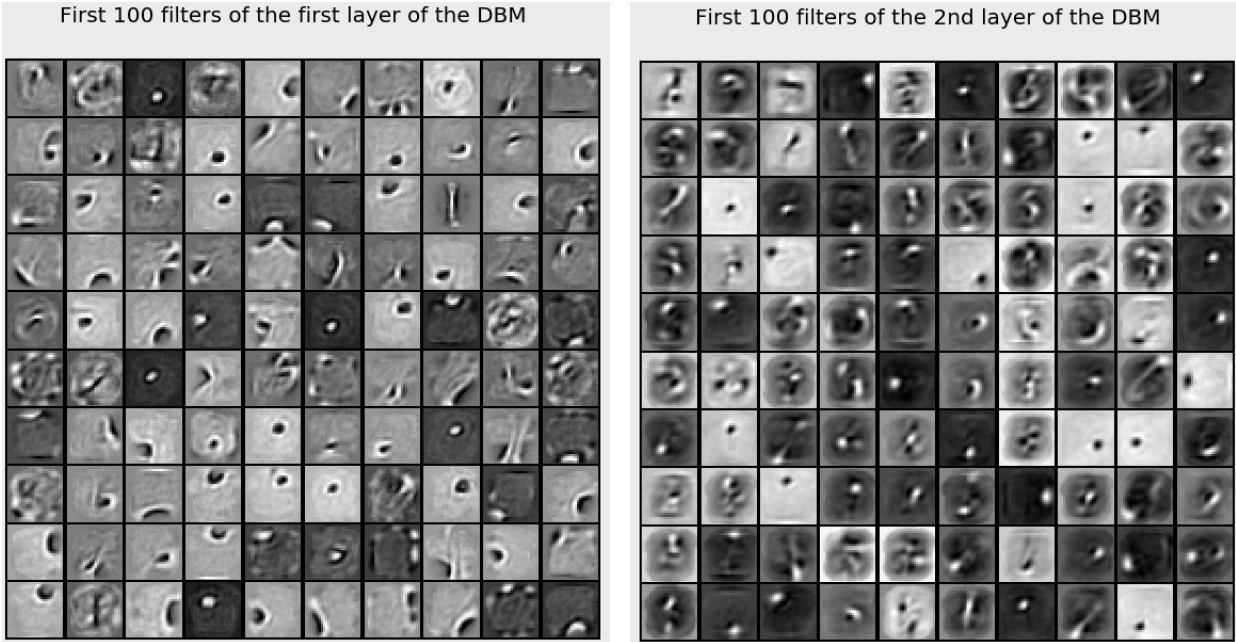 First 100 filters of the first layer of the DBM
First 100 filters of the 2nd layer of the DBM